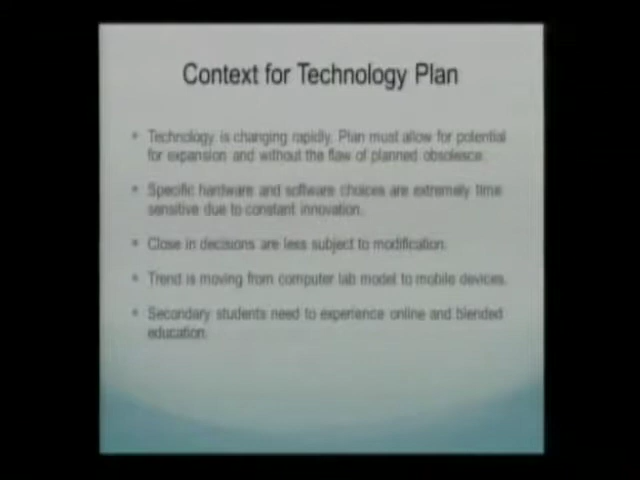 Context for Technology Plan
Technology is changing rapidly. Plan must allow for potential
for expansion and without the flaw of planned obsolesce.
Specific hardware and software choices are extremely time
sensitive due to constant innovation.
Close in decisions are less subject to modification.
Trend is moving from computer lab model to mobile devices.
Secondary students need to experience online and blended
education.